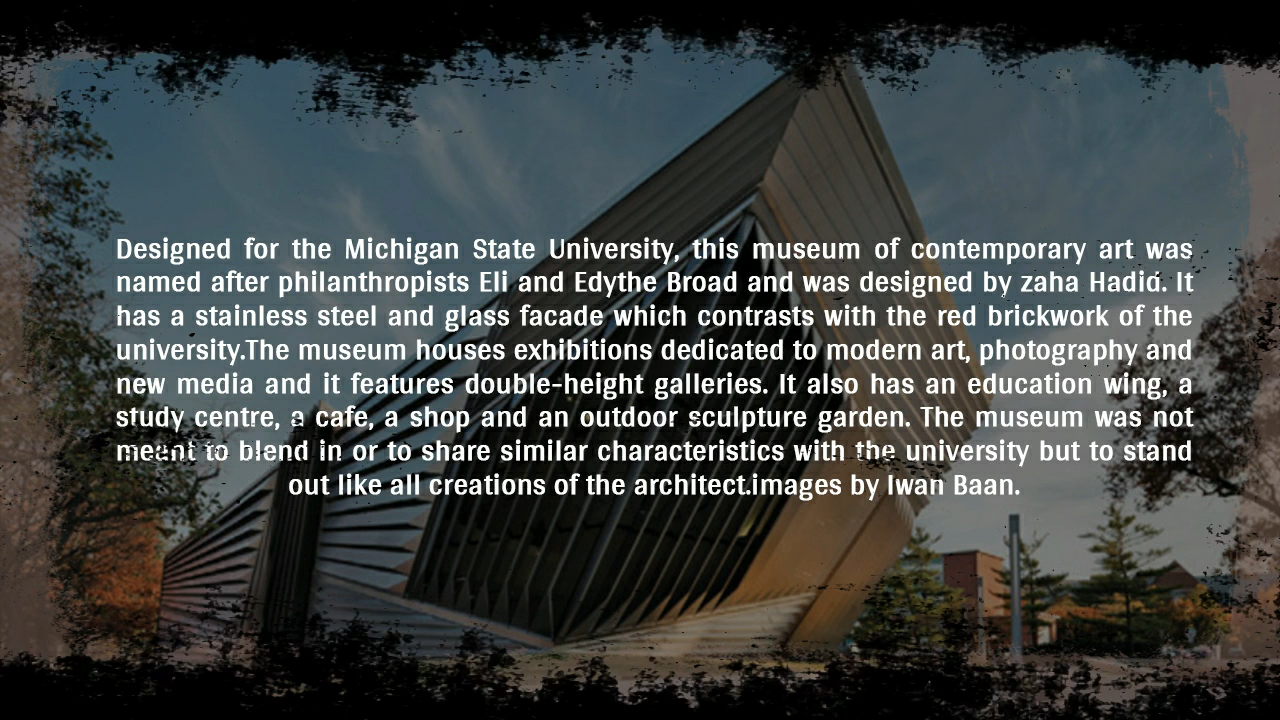 Designed for the Michigan State University, this museum of contemporary art was
named after philanthropists Eli and Edythe Broad and was designed by zaha Hadid. It
has a stainless steel and glass facade which contrasts with the red brickwork of the
university.The museum houses exhibitions dedicated to modern art, photography and
new media and it features double-height galleries. It also has an education wing, a
study centre, a cafe, a shop and an outdoor sculpture garden. The museum was not
meant to blend in or to share similar characteristics with the university but to stand
out like all creations of the architect.images by Iwan Baan.